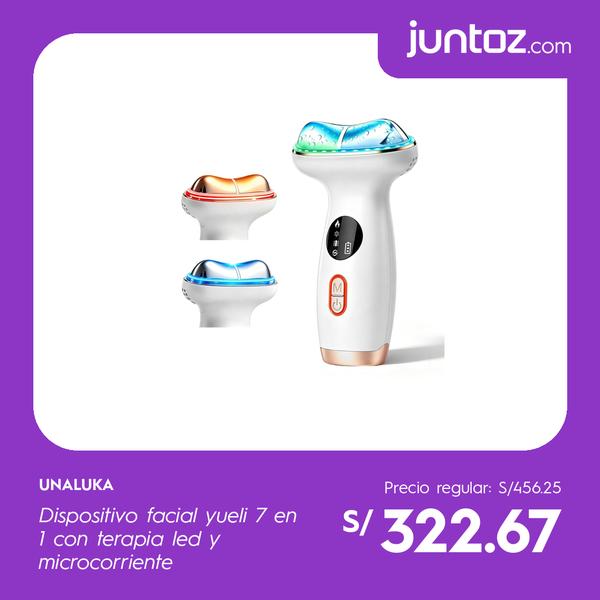 juntoz.com
M
UNALUKA
Dispositivo facial yueli 7 en
1 con terapia led y
microcorriente
Precio regular: S/456.25
S/322.67